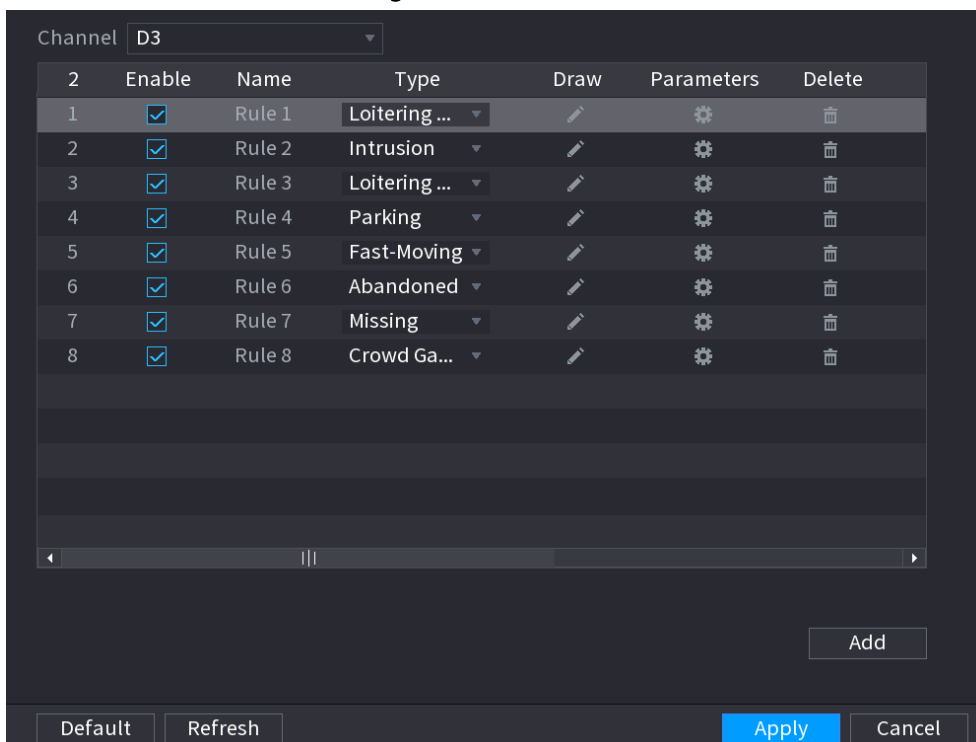 Channel D3
2 Enable Name Type Draw Parameters Delete
1 Rule 1 Loitering ...
2 Rule 2 Intrusion
3 Rule 3 Loitering ...
4 Rule 4 Parking
5 Rule 5 Fast-Moving
6 Rule 6 Abandoned
7 Rule 7 Missing
8 Rule 8 Crowd Ga...
Add
Default Refresh Apply Cancel